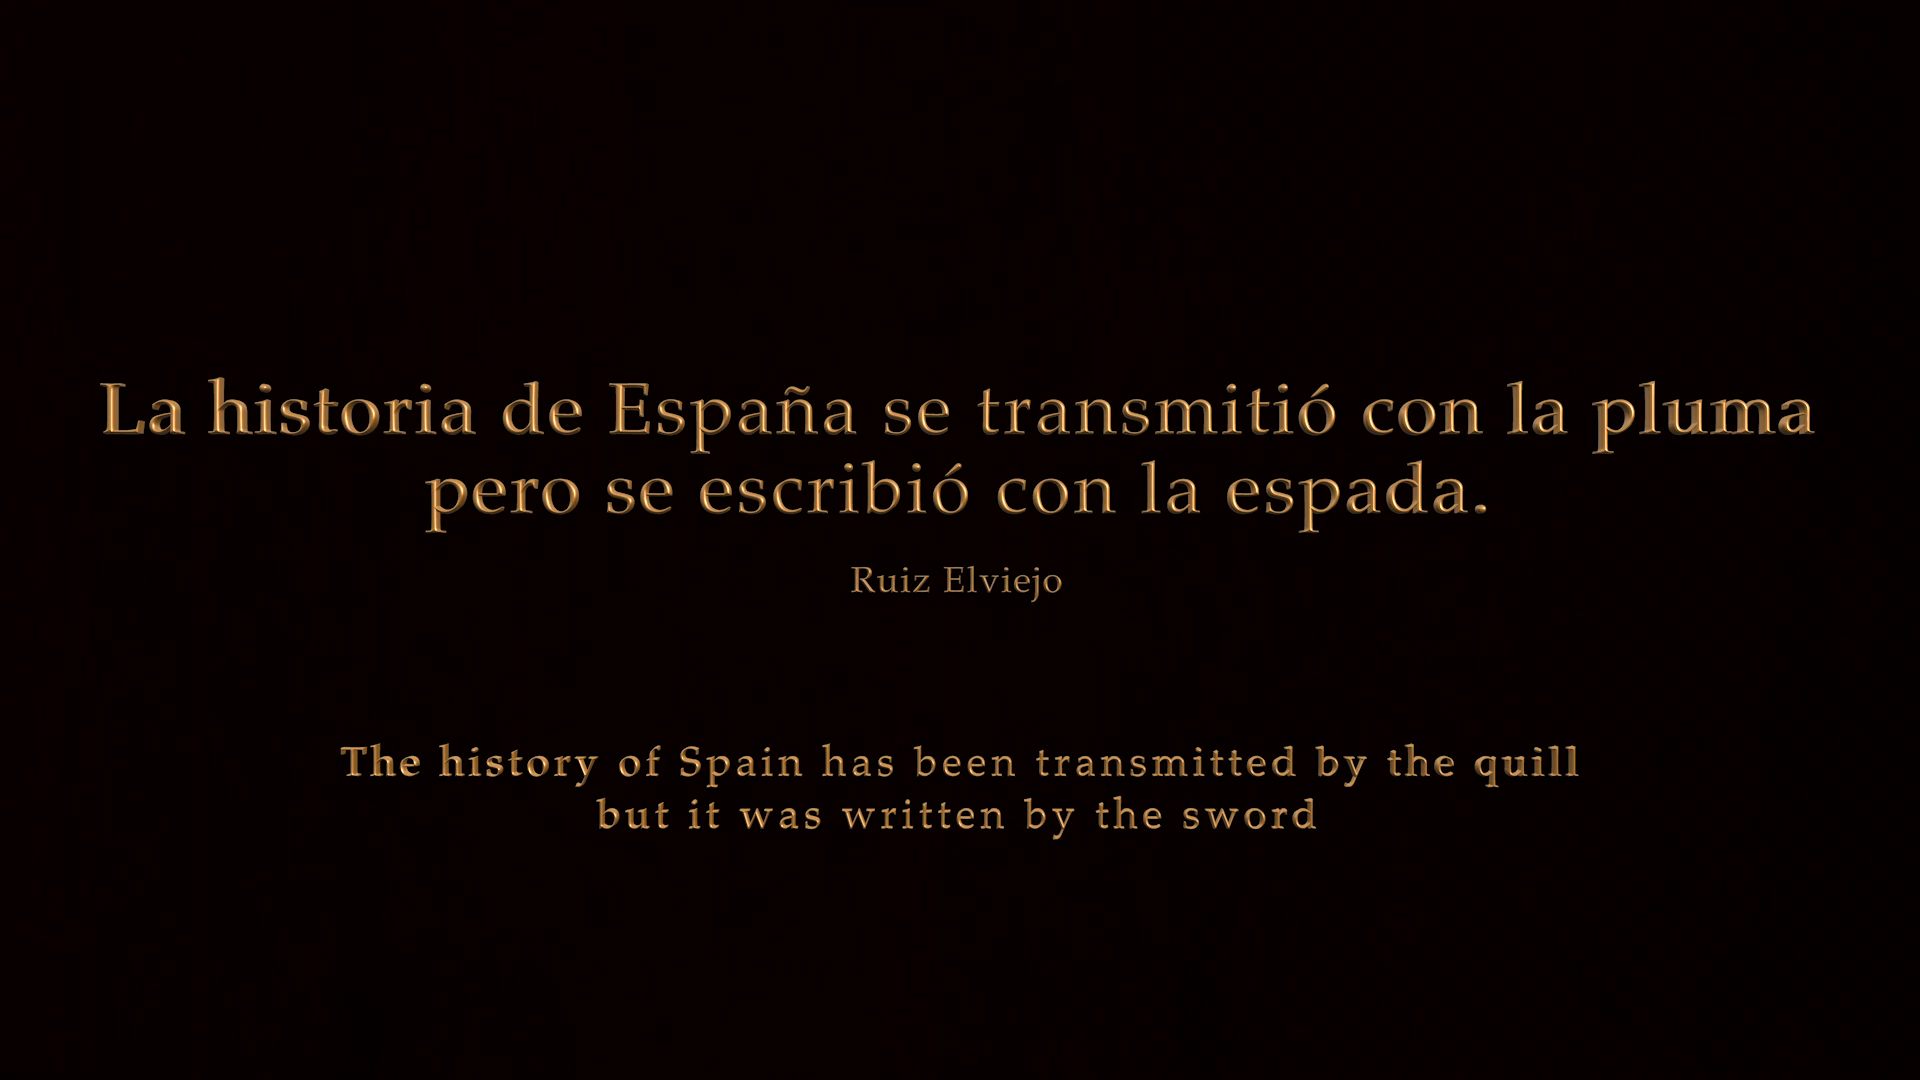 La historia de España se transmitió con la pluma
pero se escribió con la espada.
Ruiz Elviejo
The history of Spain has been transmitted by the quill
but it was written by the sword